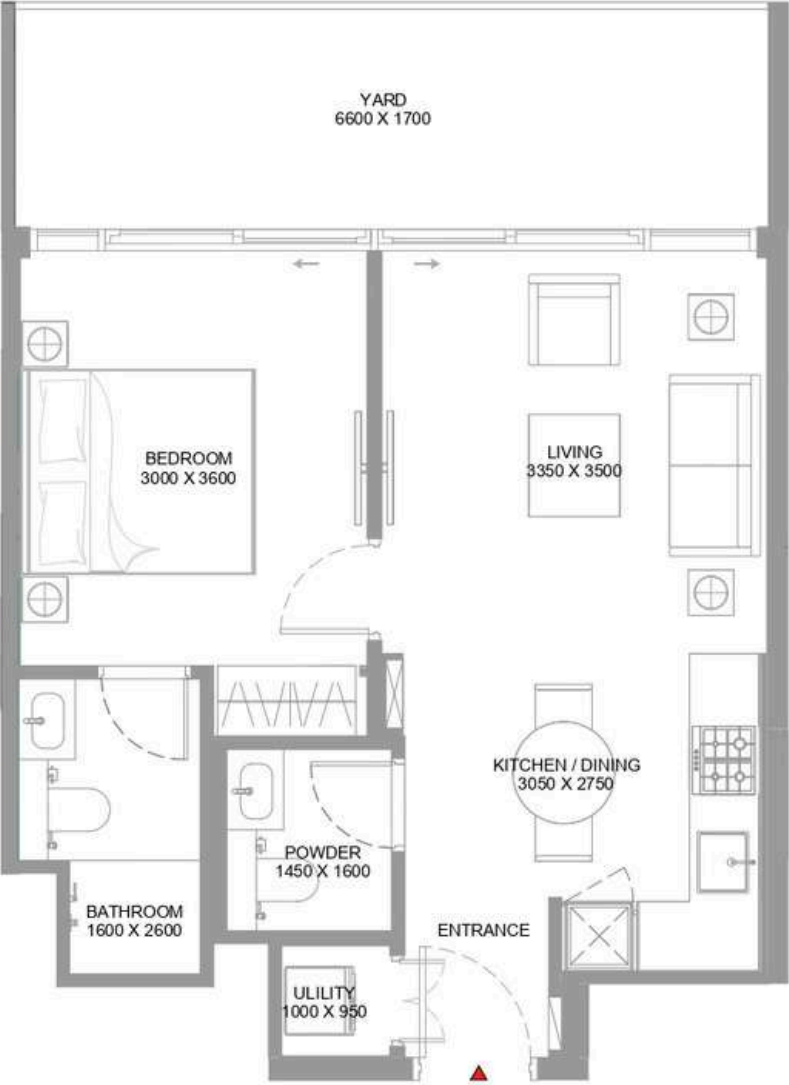 YARD
6600 X 1700
BEDROOM
3000 X 3600
LIVING
3350 X 3500
KITCHEN / DINING
3050 X 2750
POWDER
1450 X 1600
BATHROOM
1600 X 2600
ENTRANCE
ULILITY
1000 X 950